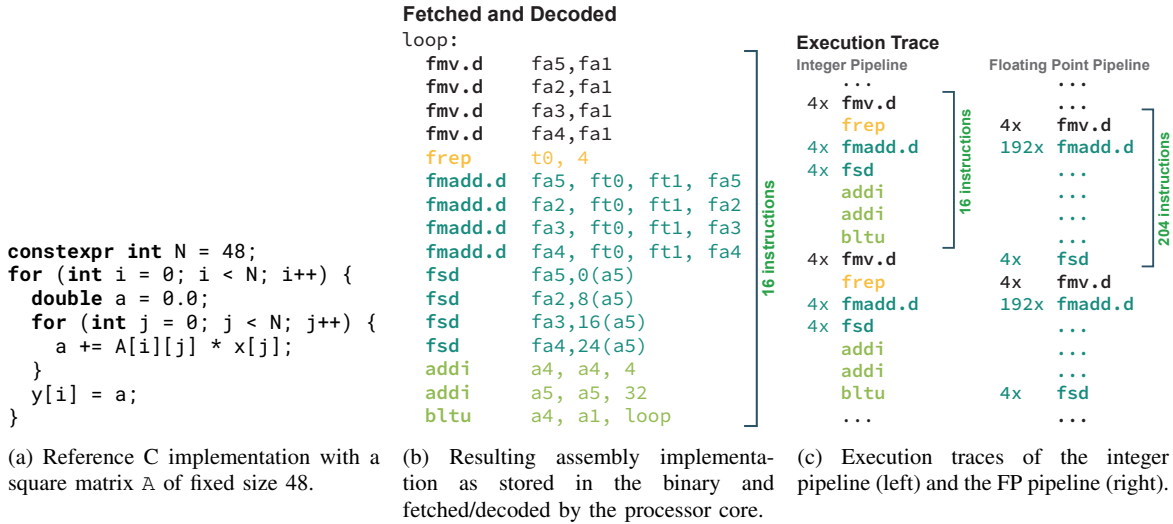 constexpr int N = 48;
for (int i = 0; i < N; i++) {
  double a = 0.0;
  for (int j = 0; j < N; j++) {
    a += A[i][j] * x[j];
  }
  y[i] = a;
}
(a) Reference C implementation with a
square matrix A of fixed size 48.
Fetched and Decoded
loop:
fmv.d fa5,fa1
fmv.d fa2,fa1
fmv.d fa3,fa1
fmv.d fa4,fa1
frep t0, 4
fmadd.d fa5, ft0, ft1, fa5
fmadd.d fa2, ft0, ft1, fa2
fmadd.d fa3, ft0, ft1, fa3
fmadd.d fa4, ft0, ft1, fa4
fsd fa5,0(a5)
fsd fa2,8(a5)
fsd fa3,16(a5)
fsd fa4,24(a5)
addi a4, a4, 4
addi a5, a5, 32
bltu a4, a1, loop
16 instructions
(b) Resulting assembly implementa-
tion as stored in the binary and
fetched/decoded by the processor core.
Execution Trace
Integer Pipeline
...
4x fmv.d
frep
4x fmadd.d
4x fsd
addi
addi
bltu
4x fmv.d
frep
4x fmadd.d
4x fsd
addi
addi
bltu
...
16 instructions
Floating Point Pipeline
...
...
4x fmv.d
192x fmadd.d
...
...
...
...
4x fsd
4x fmv.d
192x fmadd.d
...
...
...
4x fsd
...
204 instructions
(c) Execution traces of the integer
pipeline (left) and the FP pipeline (right).